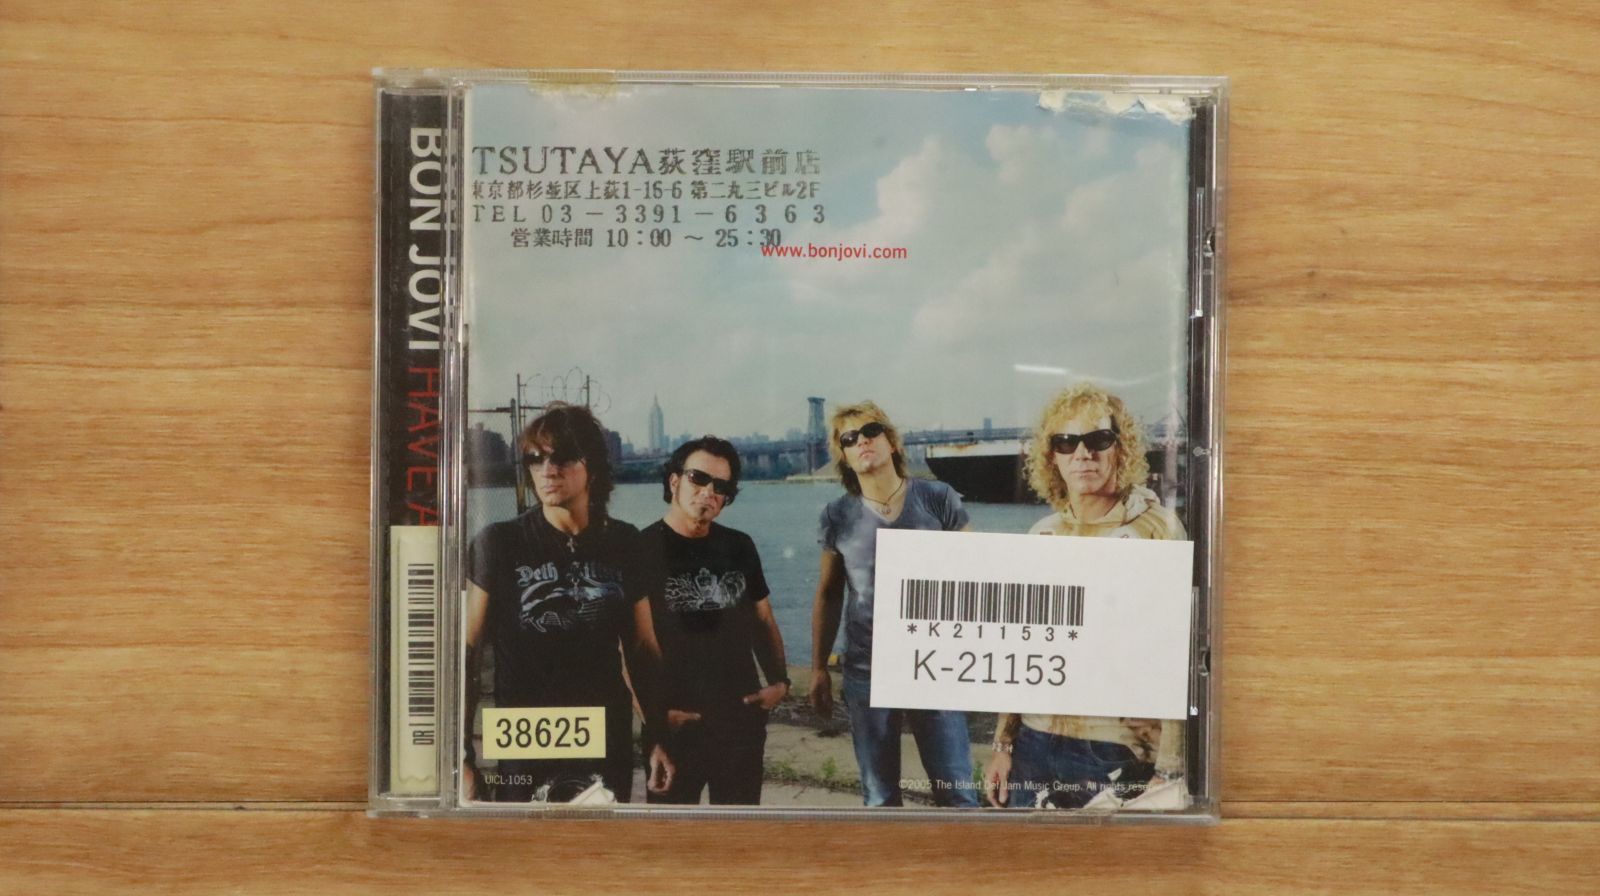 BON JOVI HAVE A
TSUTAYA荻窪駅前店
東京都杉並区上荻1-16-6 第二丸三ビル2F
TEL 03-3391-6363
営業時間 10:00 ~ 25:30
www.bonjovi.com
Deth
*K21153*
K-21153
38625
UICL-1053
©2005 The Island Def Jam Music Group. All rights